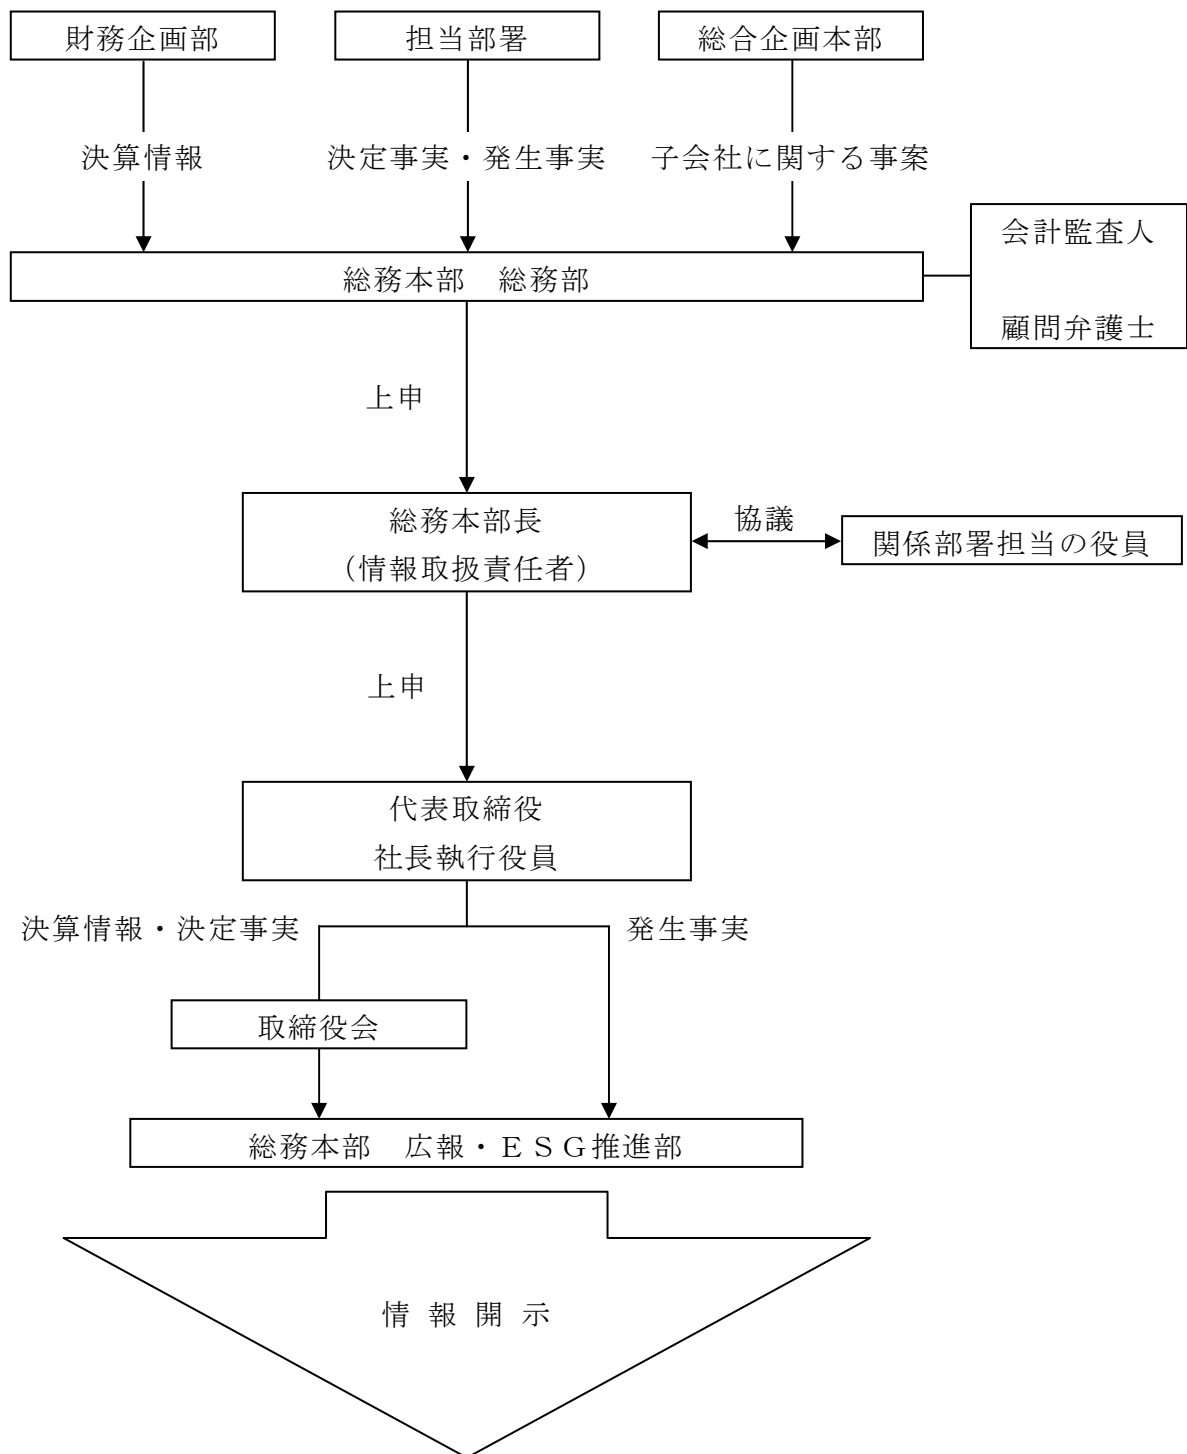 財務企画部
担当部署
総合企画本部
決算情報
決定事実・発生事実
子会社に関する事案
会計監査人
顧問弁護士
総務本部　総務部
上申
総務本部長
（情報取扱責任者）
協議
関係部署担当の役員
上申
代表取締役
社長執行役員
決算情報・決定事実
発生事実
取締役会
総務本部　広報・ＥＳＧ推進部
情 報 開 示